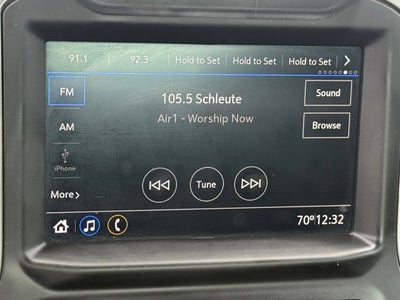 91.1 92.3 Hold to Set Hold to Set Hold to Set >
FM
105.5 Schleute
Sound
Air1 - Worship Now
AM
Browse
iPhone
Tune
More >
70° 12:32